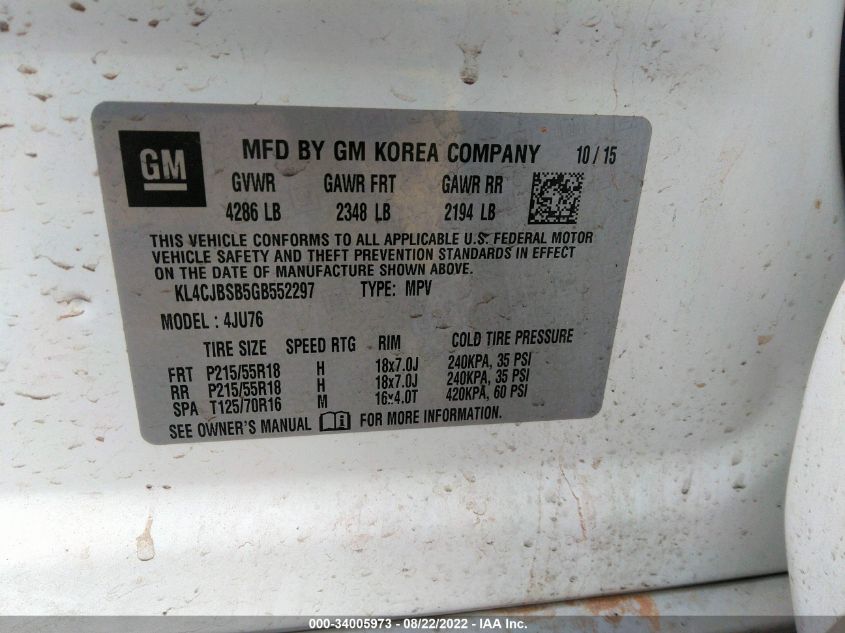 GM
MFD BY GM KOREA COMPANY 10 / 15
GVWR GAWR FRT GAWR RR
4286 LB 2348 LB 2194 LB
THIS VEHICLE CONFORMS TO ALL APPLICABLE U.S. FEDERAL MOTOR
VEHICLE SAFETY AND THEFT PREVENTION STANDARDS IN EFFECT
ON THE DATE OF MANUFACTURE SHOWN ABOVE.
KL4CJBSB5GB552297 TYPE: MPV
MODEL : 4JU76
TIRE SIZE SPEED RTG RIM COLD TIRE PRESSURE
FRT P215/55R18 H 18x7.0J 240KPA, 35 PSI
RR P215/55R18 H 18x7.0J 240KPA, 35 PSI
SPA T125/70R16 M 16x4.0T 420KPA, 60 PSI
SEE OWNER'S MANUAL FOR MORE INFORMATION.
000-34005973 - 08/22/2022 - IAA Inc.